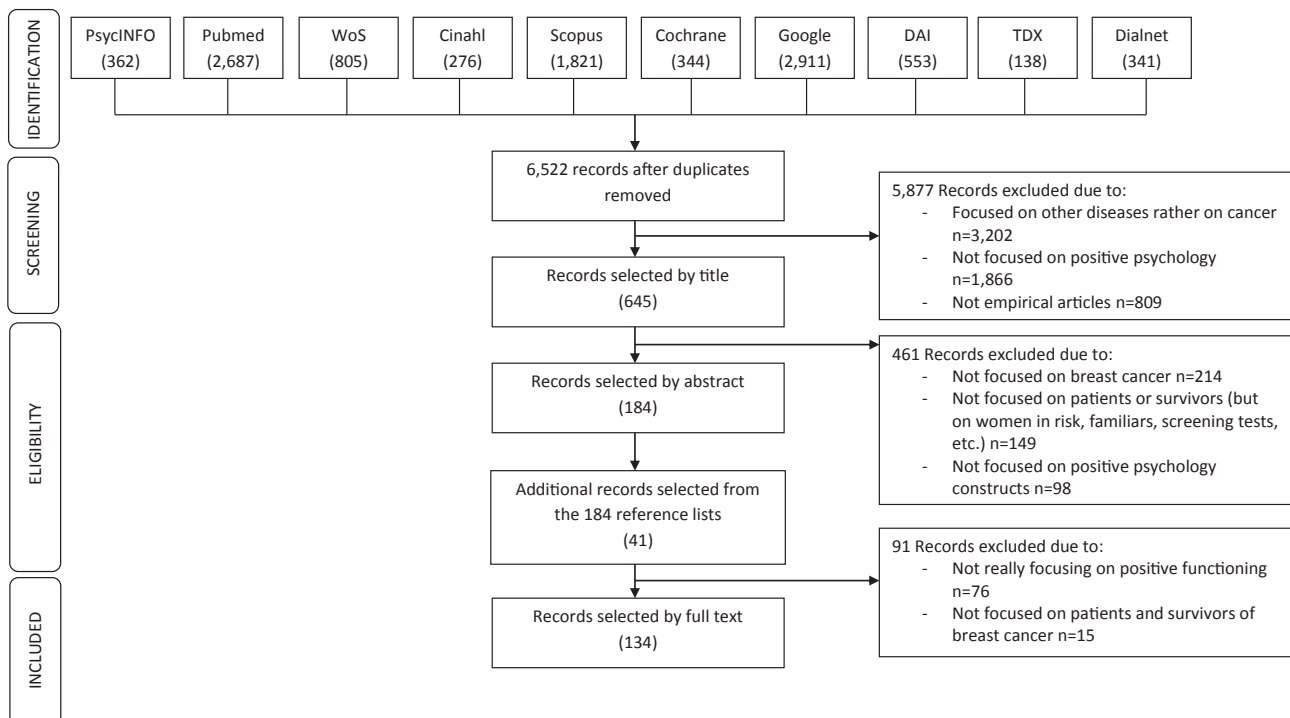 IDENTIFICATION
PsycINFO
(362)
Pubmed
(2,687)
WoS
(805)
Cinahl
(276)
Scopus
(1,821)
Cochrane
(344)
Google
(2,911)
DAI
(553)
TDX
(138)
Dialnet
(341)
SCREENING
6,522 records after duplicates
removed
5,877 Records excluded due to:
- Focused on other diseases rather on cancer
n=3,202
- Not focused on positive psychology
n=1,866
- Not empirical articles n=809
Records selected by title
(645)
ELIGIBILITY
461 Records excluded due to:
- Not focused on breast cancer n=214
- Not focused on patients or survivors (but
on women in risk, familiars, screening tests,
etc.) n=149
- Not focused on positive psychology
constructs n=98
Records selected by abstract
(184)
Additional records selected from
the 184 reference lists
(41)
91 Records excluded due to:
- Not really focusing on positive functioning
n=76
- Not focused on patients and survivors of
breast cancer n=15
INCLUDED
Records selected by full text
(134)